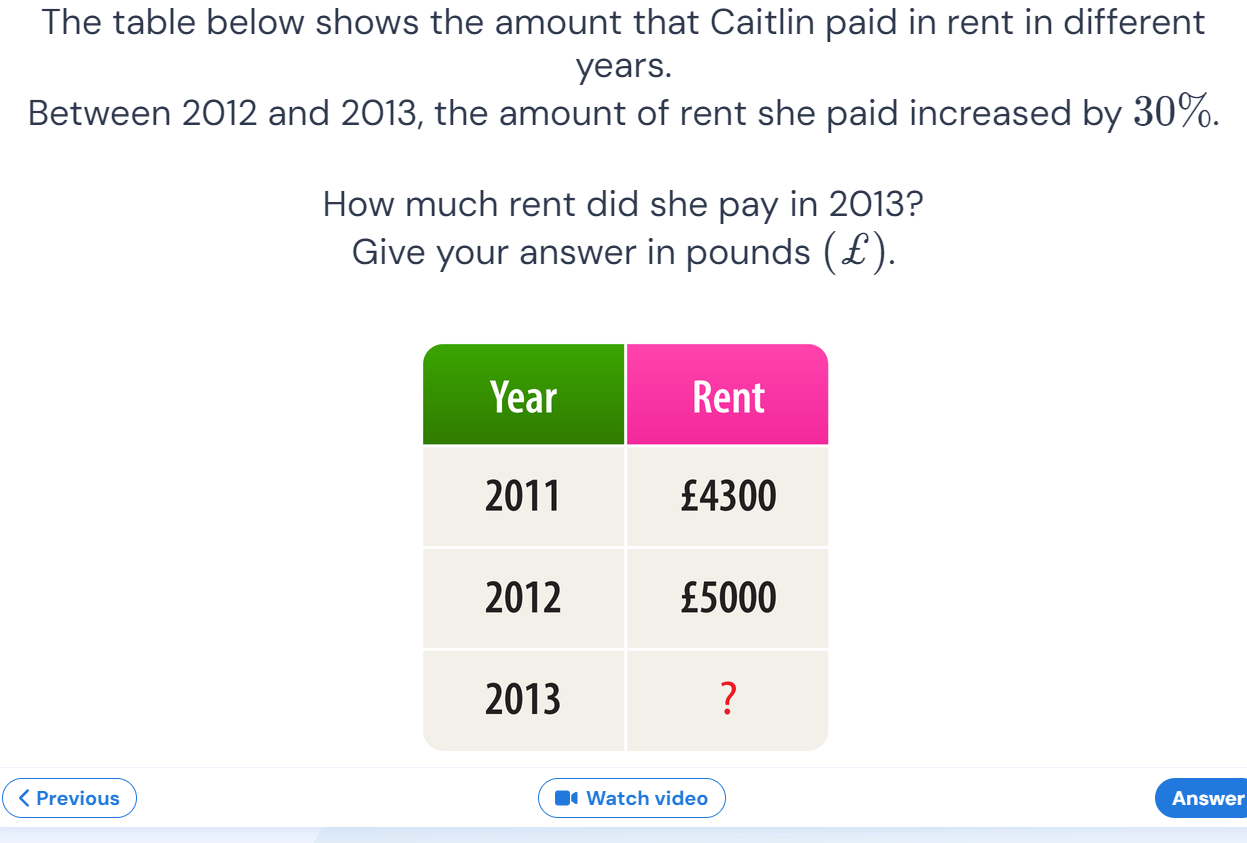 The table below shows the amount that Caitlin paid in rent in different
years.
Between 2012 and 2013, the amount of rent she paid increased by 30%.
How much rent did she pay in 2013?
Give your answer in pounds (£).
Year Rent
2011 £4300
2012 £5000
2013 ?
Previous Watch video Answer